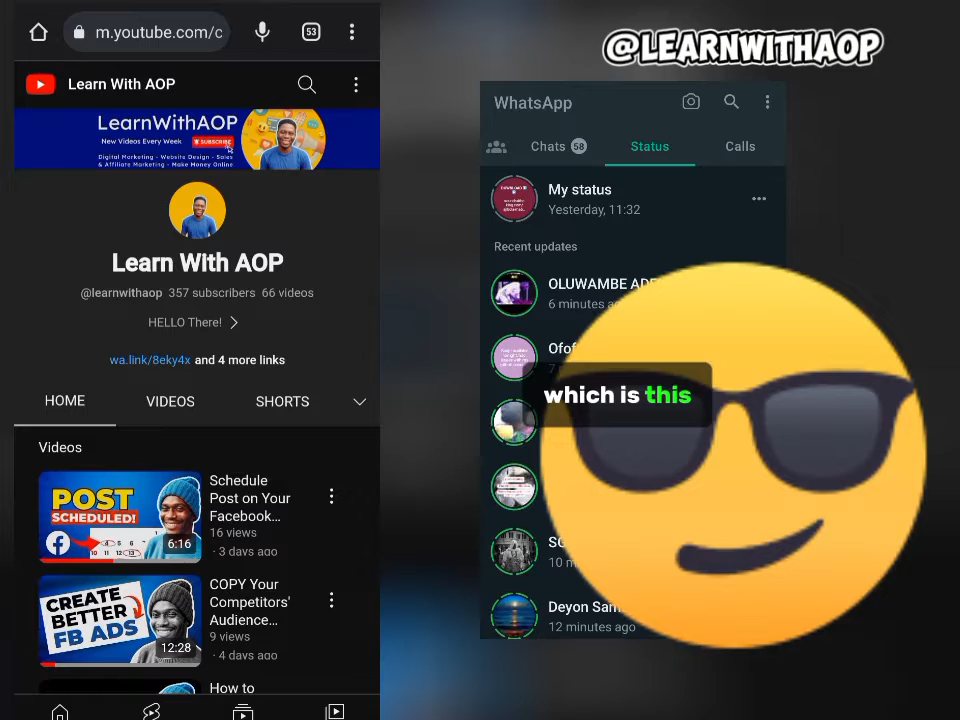 m.youtube.com/c
53
Learn With AOP
LearnWithAOP
New Videos Every Week
SUBSCRIBE
Digital Marketing - Website Design - Sales
& Affiliate Marketing - Make Money Online
Learn With AOP
@learnwithaop 357 subscribers 66 videos
HELLO There!
wa.link/8eky4x and 4 more links
HOME VIDEOS SHORTS
Videos
POST
SCHEDULED!
6:16
Schedule
Post on Your
Facebook...
16 views
· 3 days ago
CREATE
BETTER
FB ADS
12:28
COPY Your
Competitors'
Audience...
9 views
· 4 days ago
How to
@LEARNWITHAOP
WhatsApp
Chats 58 Status Calls
My status
Yesterday, 11:32
Recent updates
OLUWAMBE
6 minutes
which is this
Deyon
12 minutes ago